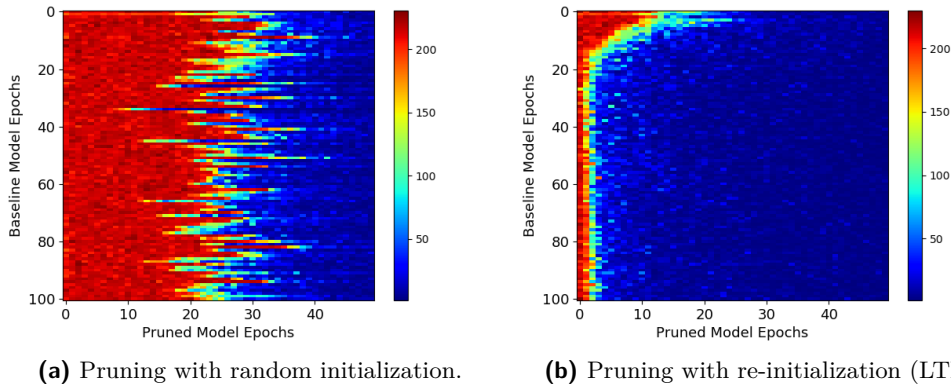 0
20
40
60
80
100
Baseline Model Epochs
0 10 20 30 40
Pruned Model Epochs
200
150
100
50
(a) Pruning with random initialization.
0
20
40
60
80
100
Baseline Model Epochs
0 10 20 30 40
Pruned Model Epochs
200
150
100
50
(b) Pruning with re-initialization (LT